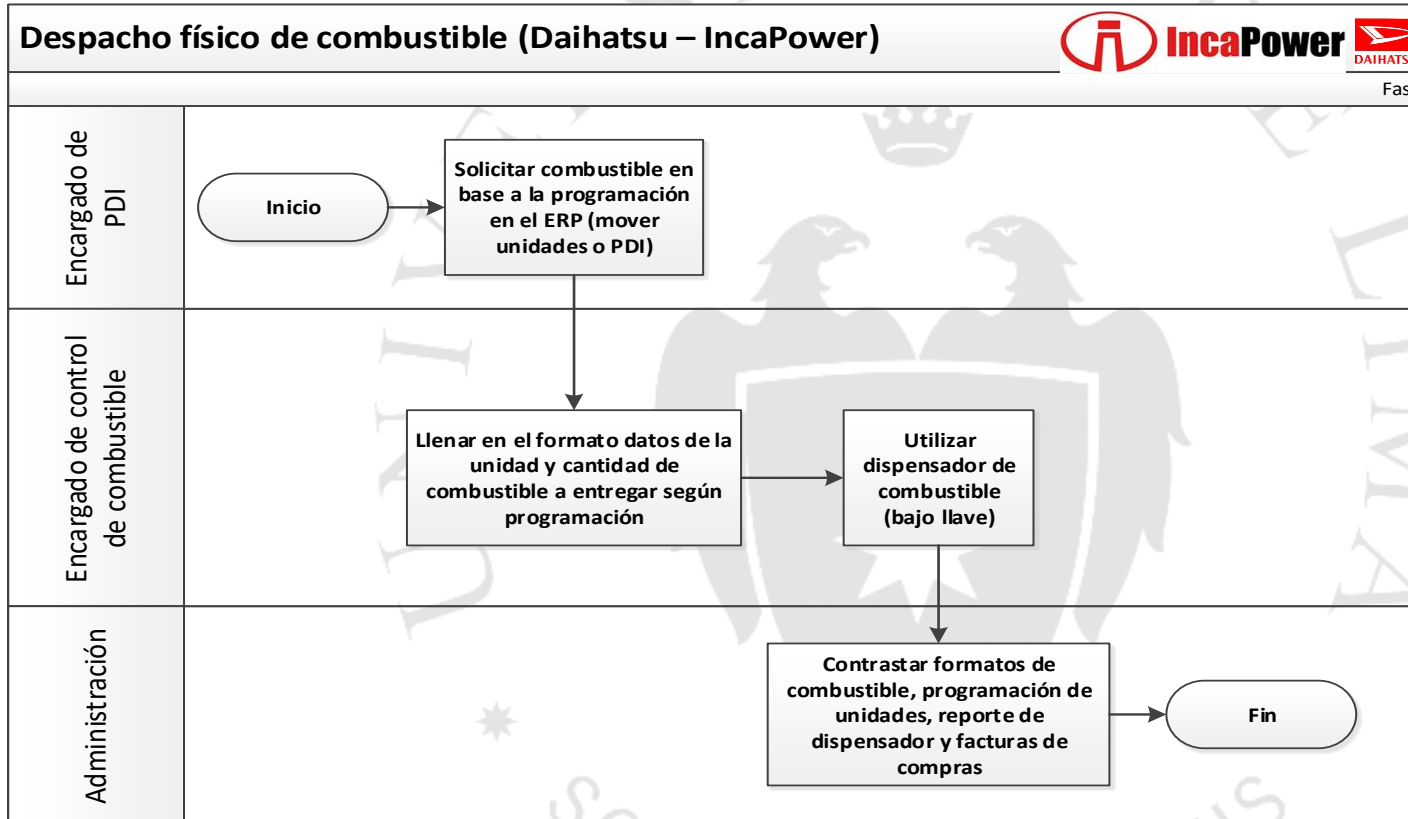 Despacho físico de combustible (Daihatsu – IncaPower)
IncaPower
DAIHATS
Fas
Encargado de
PDI
Inicio
Solicitar combustible en
base a la programación
en el ERP (mover
unidades o PDI)
Encargado de control
de combustible
Llenar en el formato datos de la
unidad y cantidad de
combustible a entregar según
programación
Utilizar
dispensador de
combustible
(bajo llave)
Administración
Contrastar formatos de
combustible, programación de
unidades, reporte de
dispensador y facturas de
compras
Fin